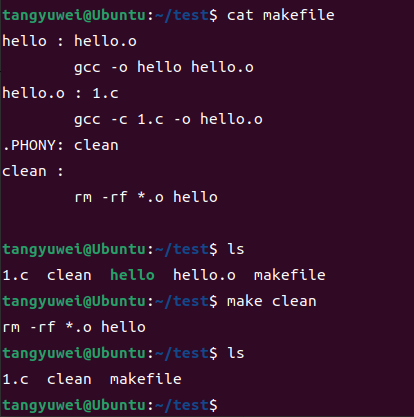 tangyuwei@Ubuntu:~/test$ cat makefile
hello : hello.o
        gcc -o hello hello.o
hello.o : 1.c
        gcc -c 1.c -o hello.o
.PHONY: clean
clean :
        rm -rf *.o hello

tangyuwei@Ubuntu:~/test$ ls
1.c  clean  hello  hello.o  makefile
tangyuwei@Ubuntu:~/test$ make clean
rm -rf *.o hello
tangyuwei@Ubuntu:~/test$ ls
1.c  clean  makefile
tangyuwei@Ubuntu:~/test$